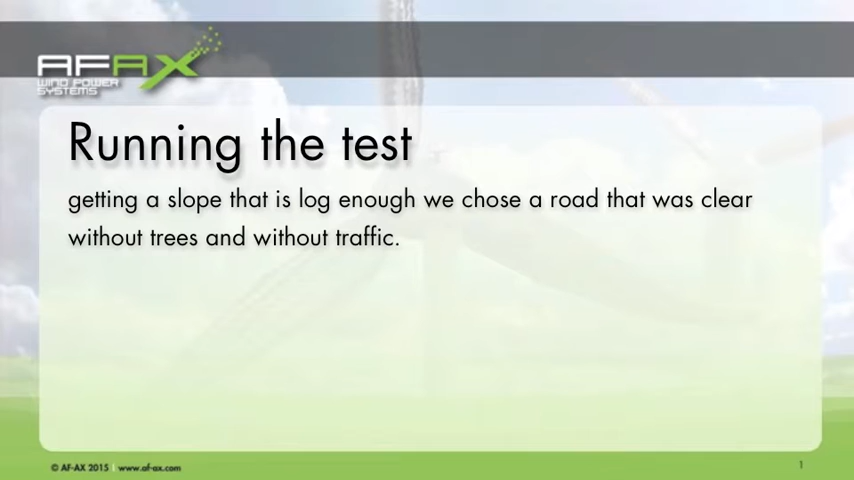 AFAX
WIND POWER
SYSTEMS
Running the test
getting a slope that is log enough we chose a road that was clear
without trees and without traffic.
© AF-AX 2015 | www.af-ax.com
1